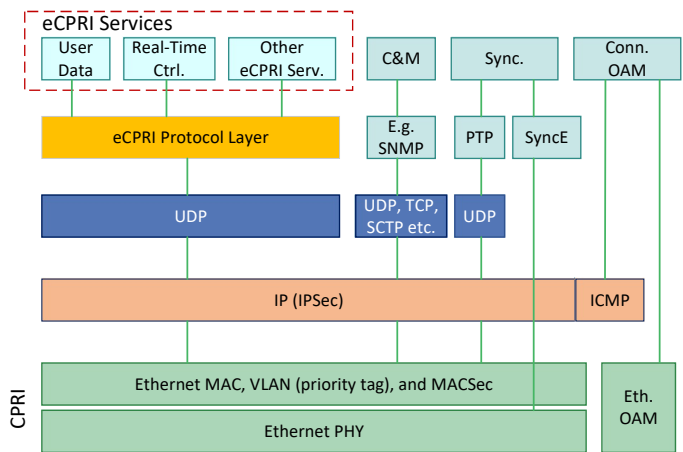 eCPRI Services
User
Data
Real-Time
Ctrl.
Other
eCPRI Serv.
C&M
Sync.
Conn.
OAM
eCPRI Protocol Layer
E.g.
SNMP
PTP
SyncE
UDP
UDP, TCP,
SCTP etc.
UDP
IP (IPSec)
ICMP
CPRI
Ethernet MAC, VLAN (priority tag), and MACSec
Eth.
OAM
Ethernet PHY